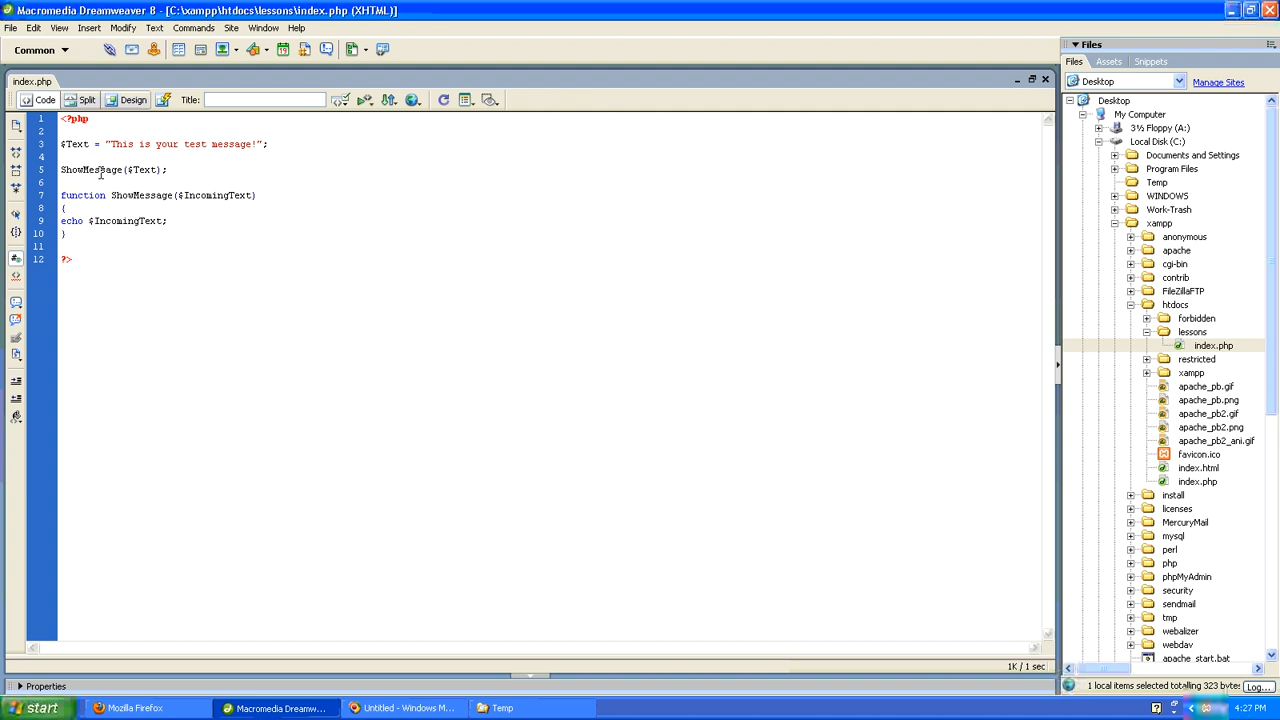 Macromedia Dreamweaver 8 - [C:\xampp\htdocs\lessons\index.php (XHTML)]
File Edit View Insert Modify Text Commands Site Window Help
Common
index.php
Code Split Design Title:
1 <?php
2
3 $Text = "This is your test message!";
4
5 ShowMessage($Text);
6
7 function ShowMessage($IncomingText)
8 {
9 echo $IncomingText;
10 }
11
12 ?>
1K / 1 sec
Properties
Files
Files Assets Snippets
Desktop Manage Sites
Desktop
My Computer
3½ Floppy (A:)
Local Disk (C:)
Documents and Settings
Program Files
Temp
WINDOWS
Work-Trash
xampp
anonymous
apache
cgi-bin
contrib
FileZillaFTP
htdocs
forbidden
lessons
index.php
restricted
xampp
apache_pb.gif
apache_pb.png
apache_pb2.gif
apache_pb2.png
apache_pb2_ani.gif
favicon.ico
index.html
index.php
install
licenses
MercuryMail
mysql
perl
php
phpMyAdmin
security
sendmail
tmp
webalizer
webdav
apache_start.bat
1 local items selected totalling 323 byte: Log...
start Mozilla Firefox Macromedia Dreamw... Untitled - Windows M... Temp 4:27 PM